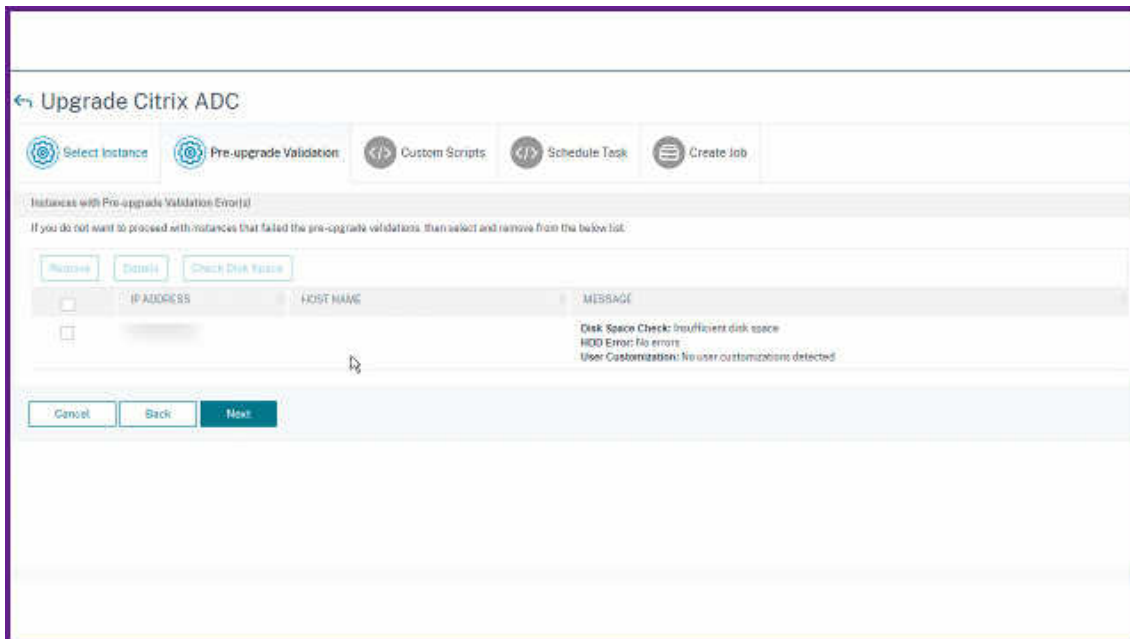 Upgrade Citrix ADC
Select Instance
Pre-upgrade Validation
Custom Scripts
Schedule Task
Create Job
Instances with Pre-upgrade Validation Error(s)
If you do not want to proceed with instances that failed the pre-upgrade validations, then select and remove from the below list.
Remove
Details
Check Disk Space
IP ADDRESS
HOST NAME
MESSAGE
Disk Space Check: Insufficient disk space
HDD Error: No errors
User Customization: No user customizations detected
Cancel
Back
Next